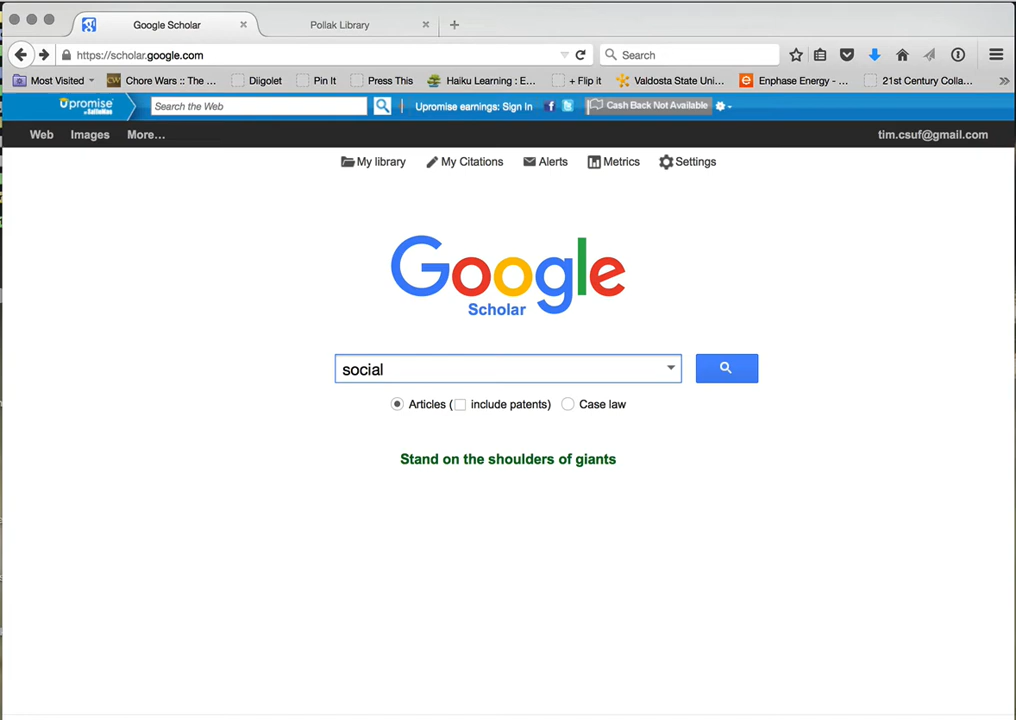 Google Scholar
Pollak Library
https://scholar.google.com
Search
Most Visited
Chore Wars :: The ...
Diigolet
Pin It
Press This
Haiku Learning : E...
+ Flip it
Valdosta State Uni...
Enphase Energy - ...
21st Century Colla...
Upromise
Search the Web
Upromise earnings: Sign In
Cash Back Not Available
Web
Images
More...
tim.csuf@gmail.com
My library
My Citations
Alerts
Metrics
Settings
Google
Scholar
social
Articles ( include patents)
Case law
Stand on the shoulders of giants